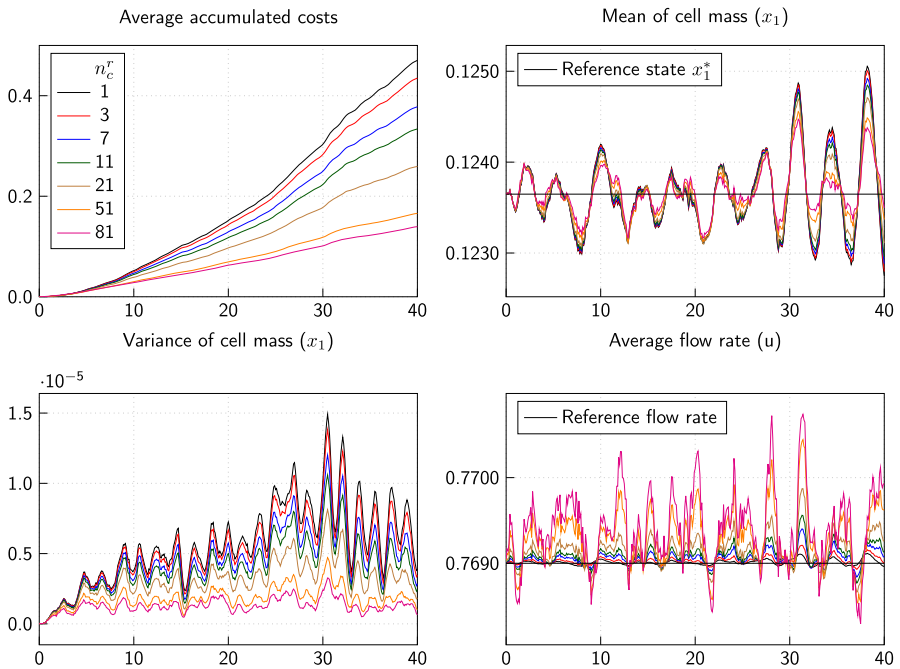 Average accumulated costs
0.4
0.2
0.0
n_c^r
1
3
7
11
21
51
81
0 10 20 30 40
Mean of cell mass (x₁)
Reference state x₁*
0.1250
0.1240
0.1230
0 10 20 30 40
Variance of cell mass (x₁)
·10⁻⁵
1.5
1.0
0.5
0.0
0 10 20 30 40
Average flow rate (u)
Reference flow rate
0.7700
0.7690
0 10 20 30 40